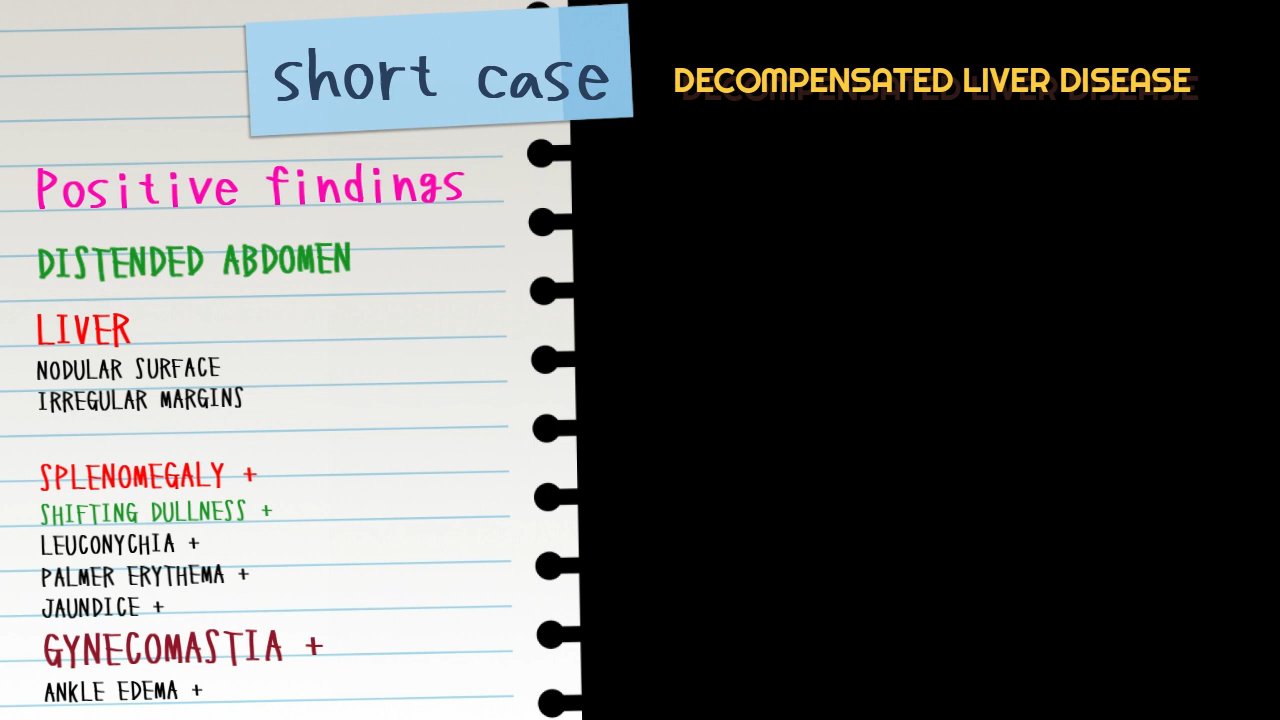 short case
DECOMPENSATED LIVER DISEASE
Positive findings
DISTENDED ABDOMEN
LIVER
NODULAR SURFACE
IRREGULAR MARGINS
SPLENOMEGALY +
SHIFTING DULLNESS +
LEUCONYCHIA +
PALMER ERYTHEMA +
JAUNDICE +
GYNECOMASTIA +
ANKLE EDEMA +